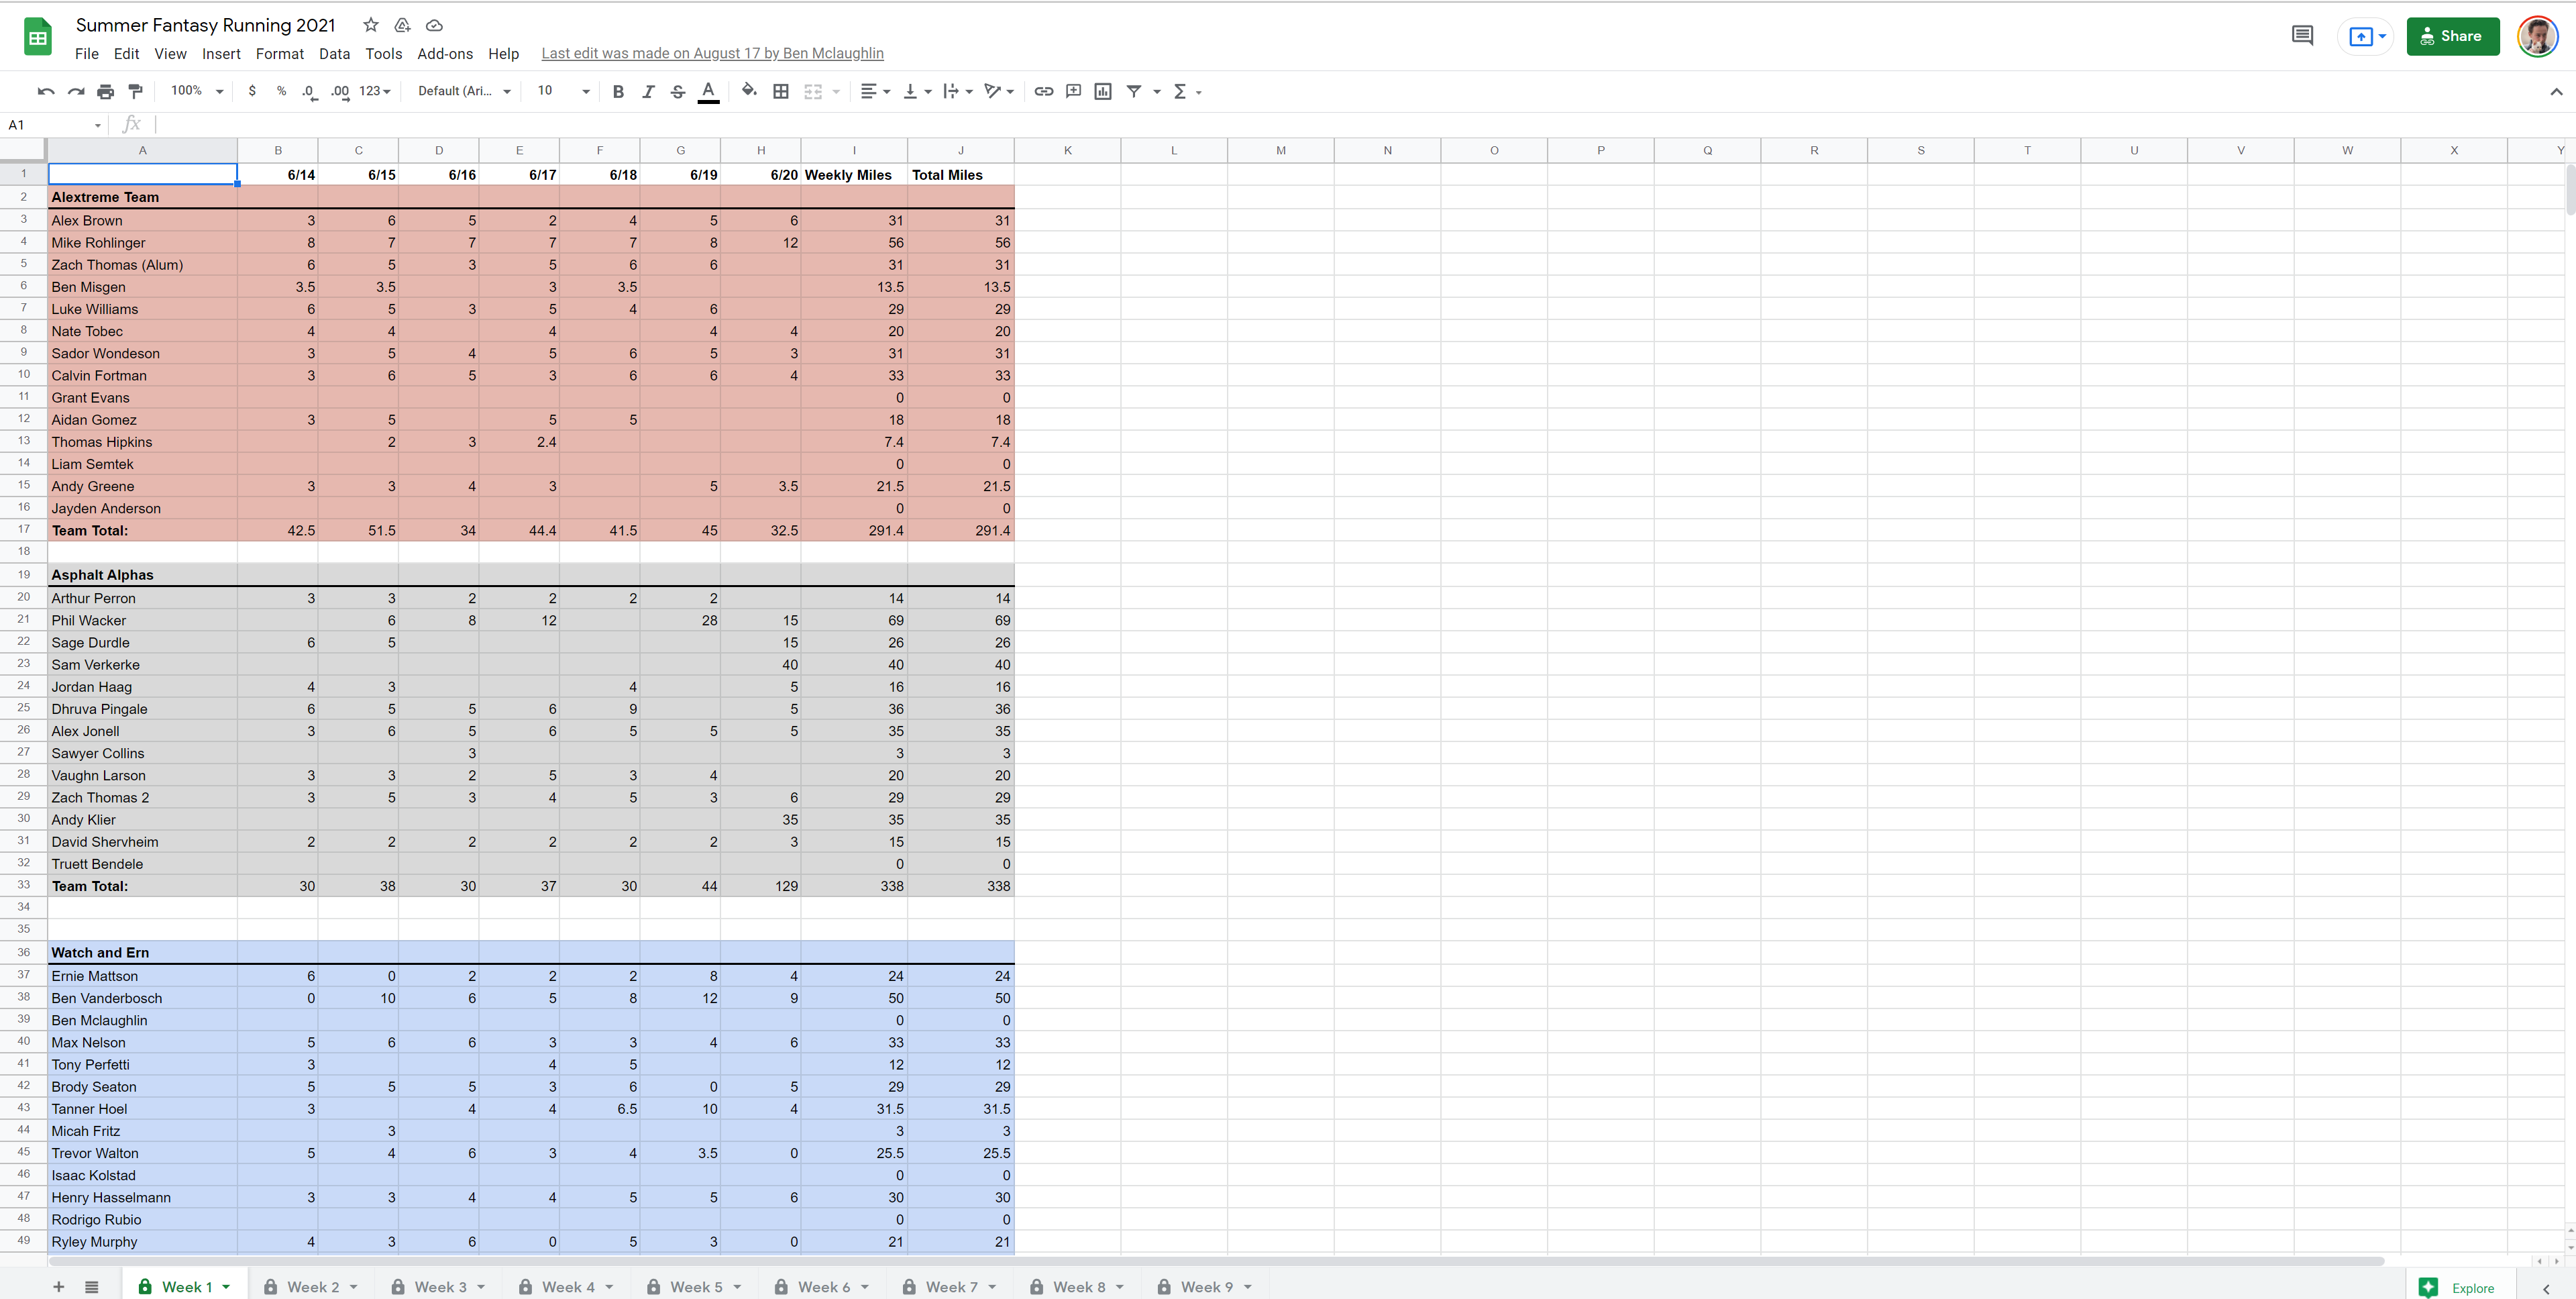 Summer Fantasy Running 2021
File Edit View Insert Format Data Tools Add-ons Help Last edit was made on August 17 by Ben Mclaughlin
Share
100% $ % .0 .00 123 Default (Ari... 10 B I S A Σ
A1 fx
A B C D E F G H I J K L M N O P Q R S T U V W X Y
1 6/14 6/15 6/16 6/17 6/18 6/19 6/20 Weekly Miles Total Miles
2 Alextreme Team
3 Alex Brown 3 6 5 2 4 5 6 31 31
4 Mike Rohlinger 8 7 7 7 7 8 12 56 56
5 Zach Thomas (Alum) 6 5 3 5 6 6 31 31
6 Ben Misgen 3.5 3.5 3 3.5 13.5 13.5
7 Luke Williams 6 5 3 5 4 6 29 29
8 Nate Tobec 4 4 4 4 4 20 20
9 Sador Wondeson 3 5 4 5 6 5 3 31 31
10 Calvin Fortman 3 6 5 3 6 6 4 33 33
11 Grant Evans 0 0
12 Aidan Gomez 3 5 5 5 18 18
13 Thomas Hipkins 2 3 2.4 7.4 7.4
14 Liam Semtek 0 0
15 Andy Greene 3 3 4 3 5 3.5 21.5 21.5
16 Jayden Anderson 0 0
17 Team Total: 42.5 51.5 34 44.4 41.5 45 32.5 291.4 291.4
18
19 Asphalt Alphas
20 Arthur Perron 3 3 2 2 2 2 14 14
21 Phil Wacker 6 8 12 28 15 69 69
22 Sage Durdle 6 5 15 26 26
23 Sam Verkerke 40 40 40
24 Jordan Haag 4 3 4 5 16 16
25 Dhruva Pingale 6 5 5 6 9 5 36 36
26 Alex Jonell 3 6 5 6 5 5 5 35 35
27 Sawyer Collins 3 3 3
28 Vaughn Larson 3 3 2 5 3 4 20 20
29 Zach Thomas 2 3 5 3 4 5 3 6 29 29
30 Andy Klier 35 35 35
31 David Shervheim 2 2 2 2 2 2 3 15 15
32 Truett Bendele 0 0
33 Team Total: 30 38 30 37 30 44 129 338 338
34
35
36 Watch and Ern
37 Ernie Mattson 6 0 2 2 2 8 4 24 24
38 Ben Vanderbosch 0 10 6 5 8 12 9 50 50
39 Ben Mclaughlin 0 0
40 Max Nelson 5 6 6 3 3 4 6 33 33
41 Tony Perfetti 3 4 5 12 12
42 Brody Seaton 5 5 5 3 6 0 5 29 29
43 Tanner Hoel 3 4 4 6.5 10 4 31.5 31.5
44 Micah Fritz 3 3 3
45 Trevor Walton 5 4 6 3 4 3.5 0 25.5 25.5
46 Isaac Kolstad 0 0
47 Henry Hasselmann 3 3 4 4 5 5 6 30 30
48 Rodrigo Rubio 0 0
49 Ryley Murphy 4 3 6 0 5 3 0 21 21
Week 1 Week 2 Week 3 Week 4 Week 5 Week 6 Week 7 Week 8 Week 9 Explore